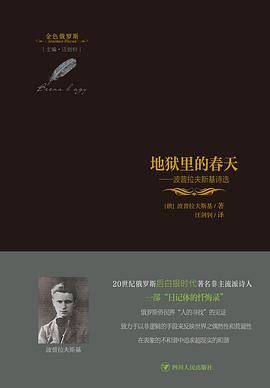 金色俄罗斯
[主编·汪剑钊]
Весна в аду
地狱里的春天
——波普拉夫斯基诗选
[俄] 波普拉夫斯基/著
汪剑钊/译
20世纪俄罗斯后白银时代著名非主流派诗人
一部“日记体的忏悔录”
俄罗斯侨民界“人的寻找”的见证
致力于以非逻辑的手段来反映世界之偶然性和荒诞性
在表象的不和谐中追求超现实的和谐
波普拉夫斯基
四川人民出版社